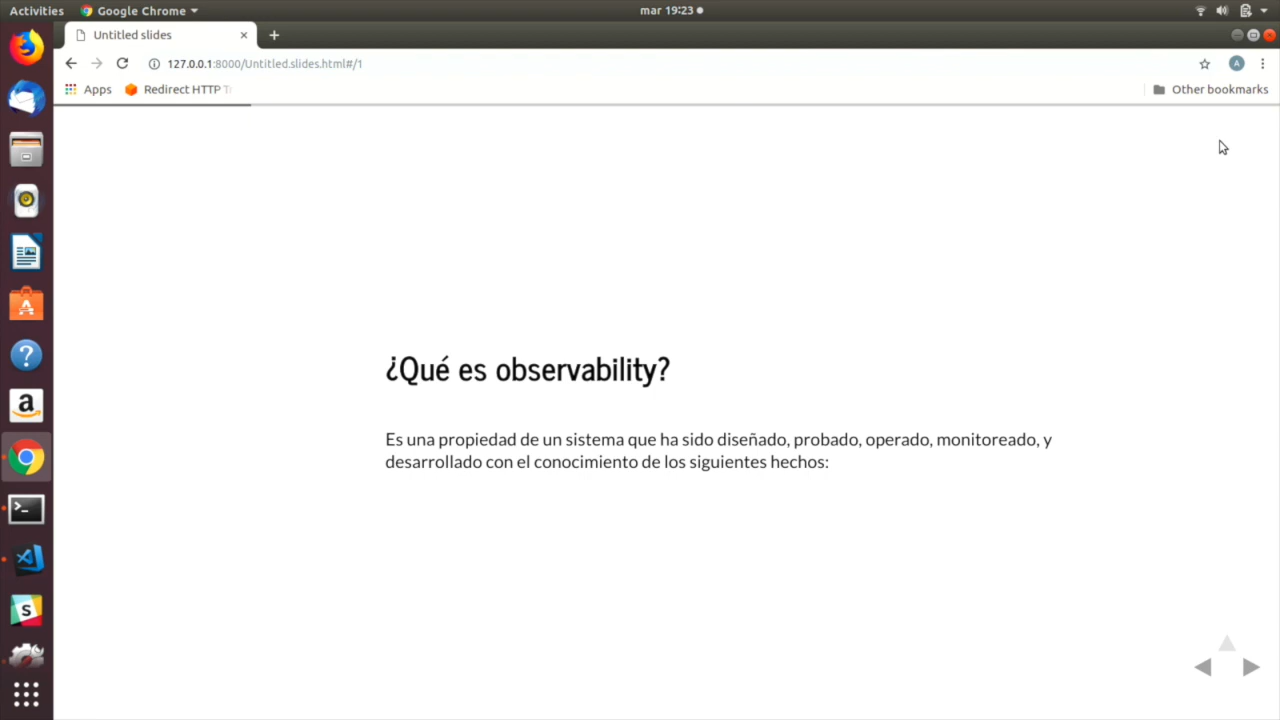 Activities
Google Chrome
mar 19:23
Untitled slides
127.0.0.1:8000/Untitled.slides.html#/1
A
Apps
Redirect HTTP
Other bookmarks
¿Qué es observability?
Es una propiedad de un sistema que ha sido diseñado, probado, operado, monitoreado, y
desarrollado con el conocimiento de los siguientes hechos: